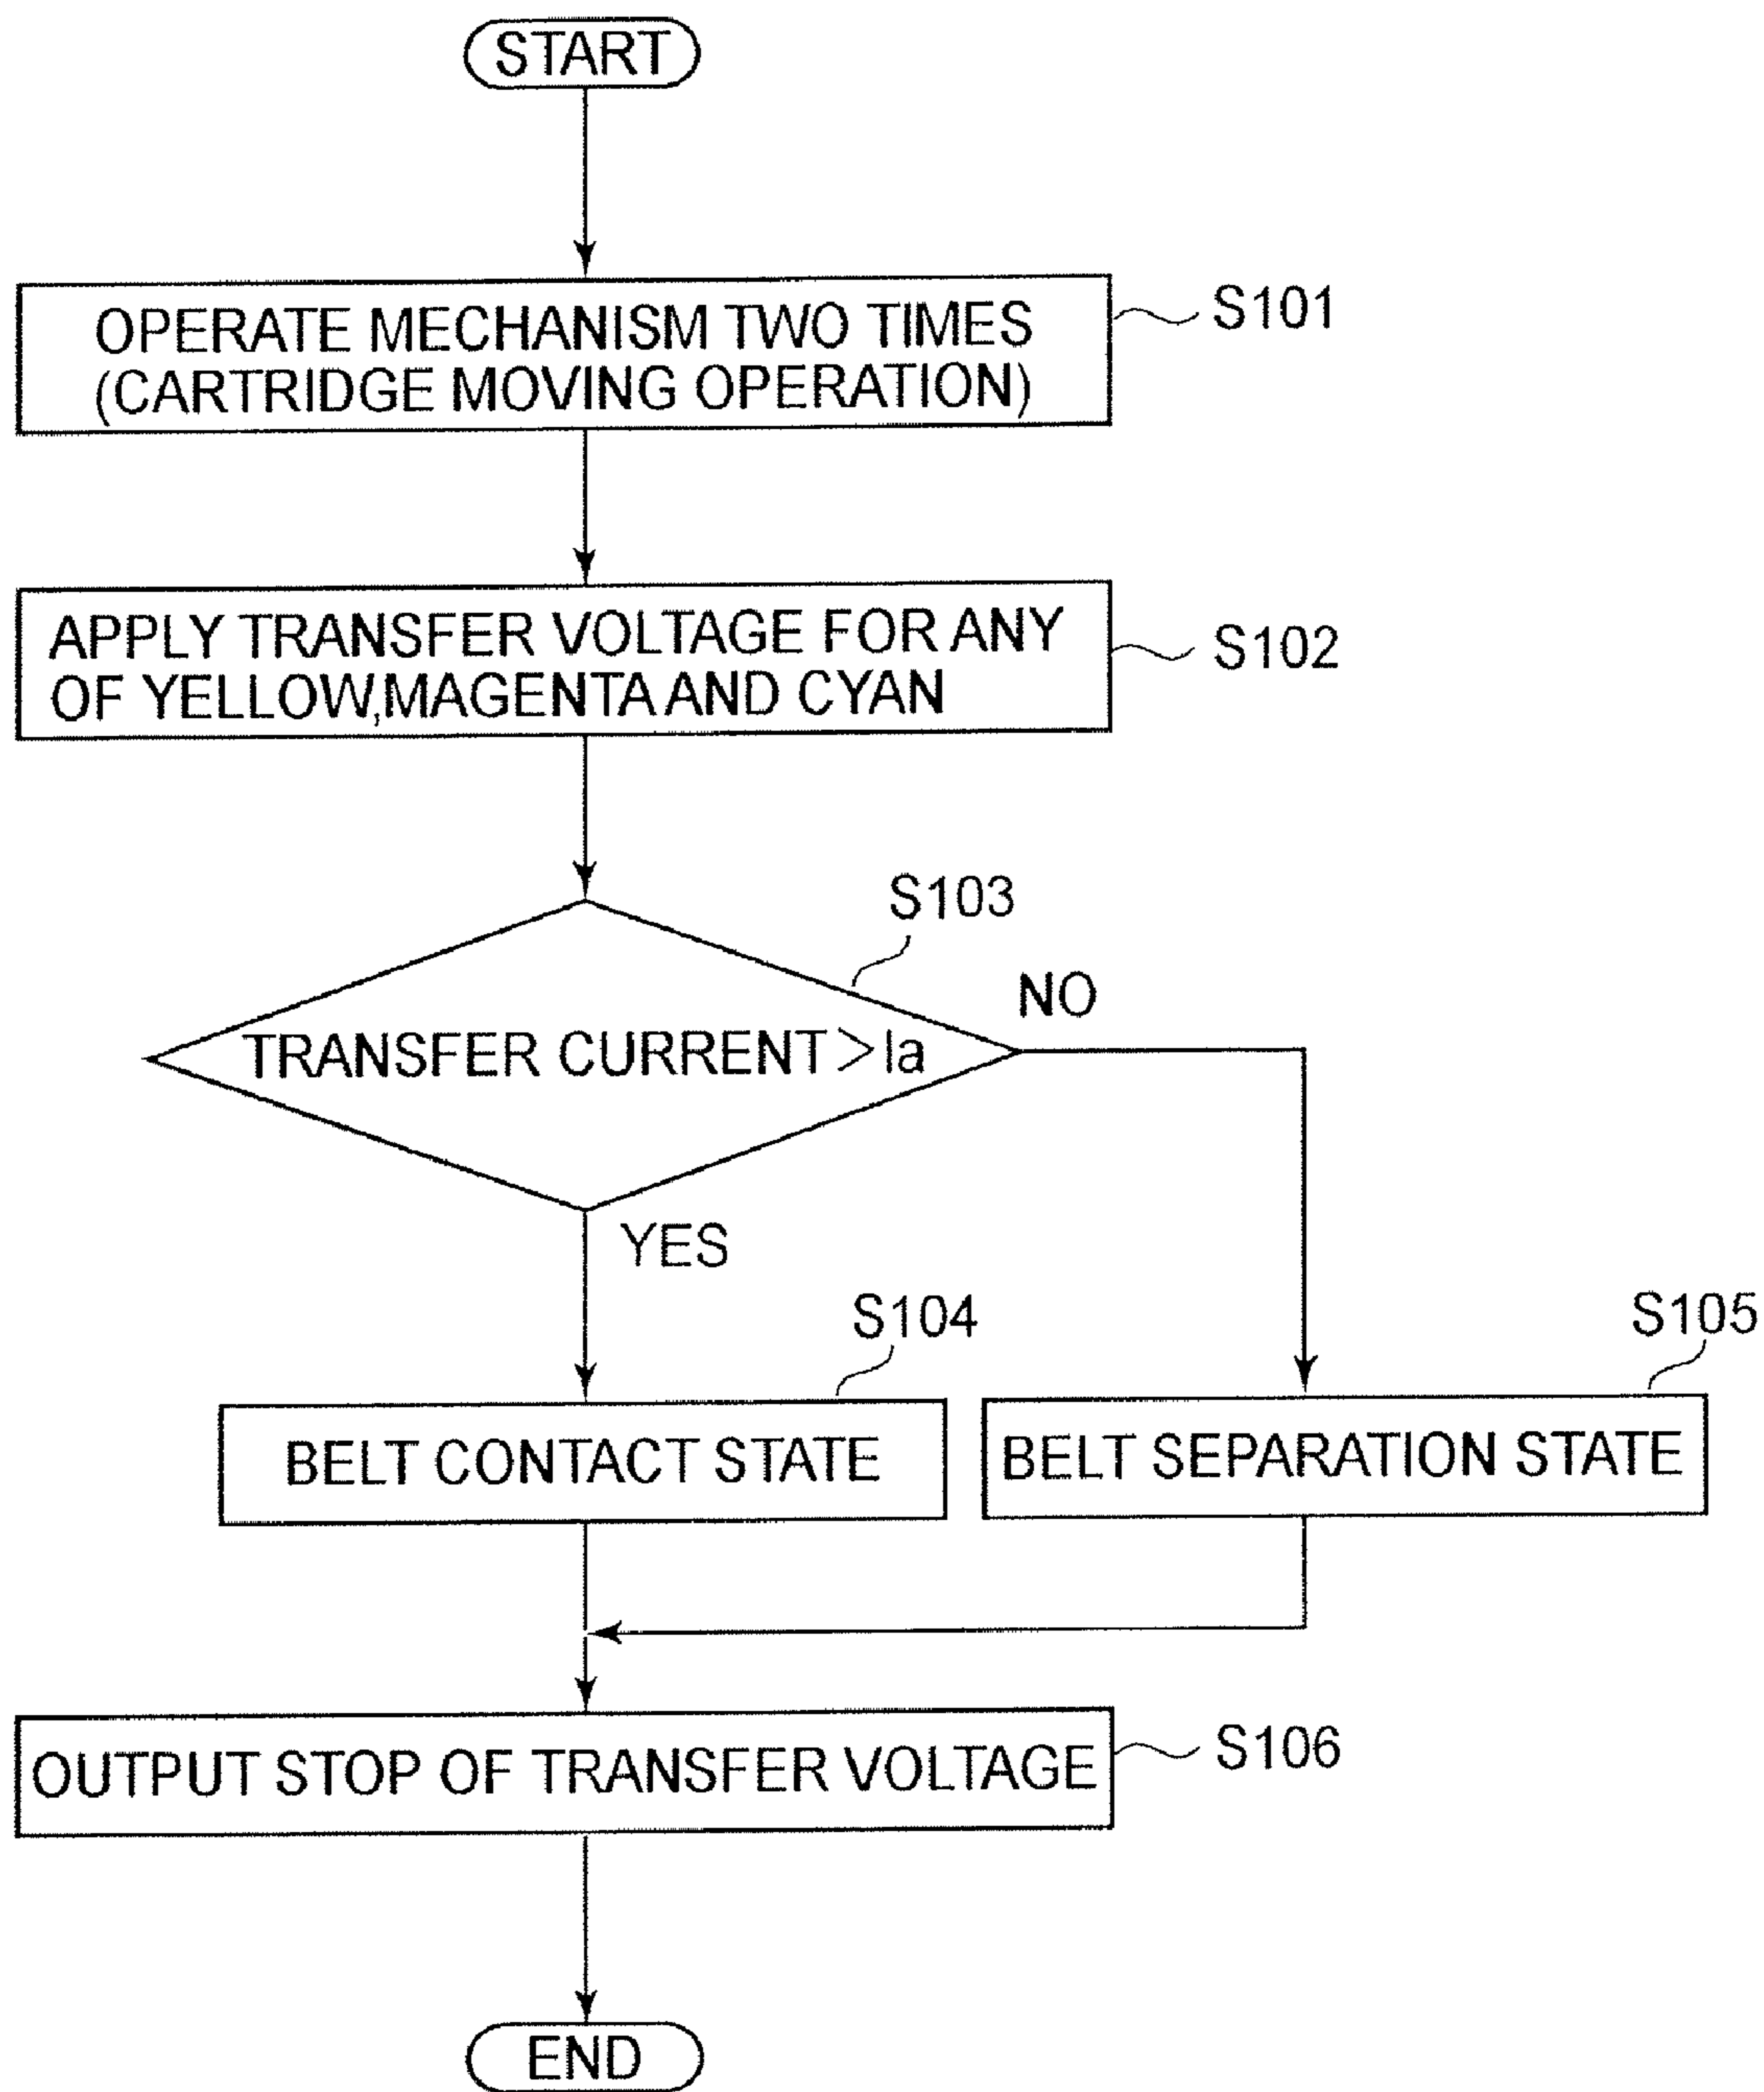 START
OPERATE MECHANISM TWO TIMES
(CARTRIDGE MOVING OPERATION)
S101
APPLY TRANSFER VOLTAGE FOR ANY
OF YELLOW,MAGENTA AND CYAN
S102
S103
TRANSFER CURRENT>Ia
NO
YES
S104
BELT CONTACT STATE
S105
BELT SEPARATION STATE
OUTPUT STOP OF TRANSFER VOLTAGE
S106
END